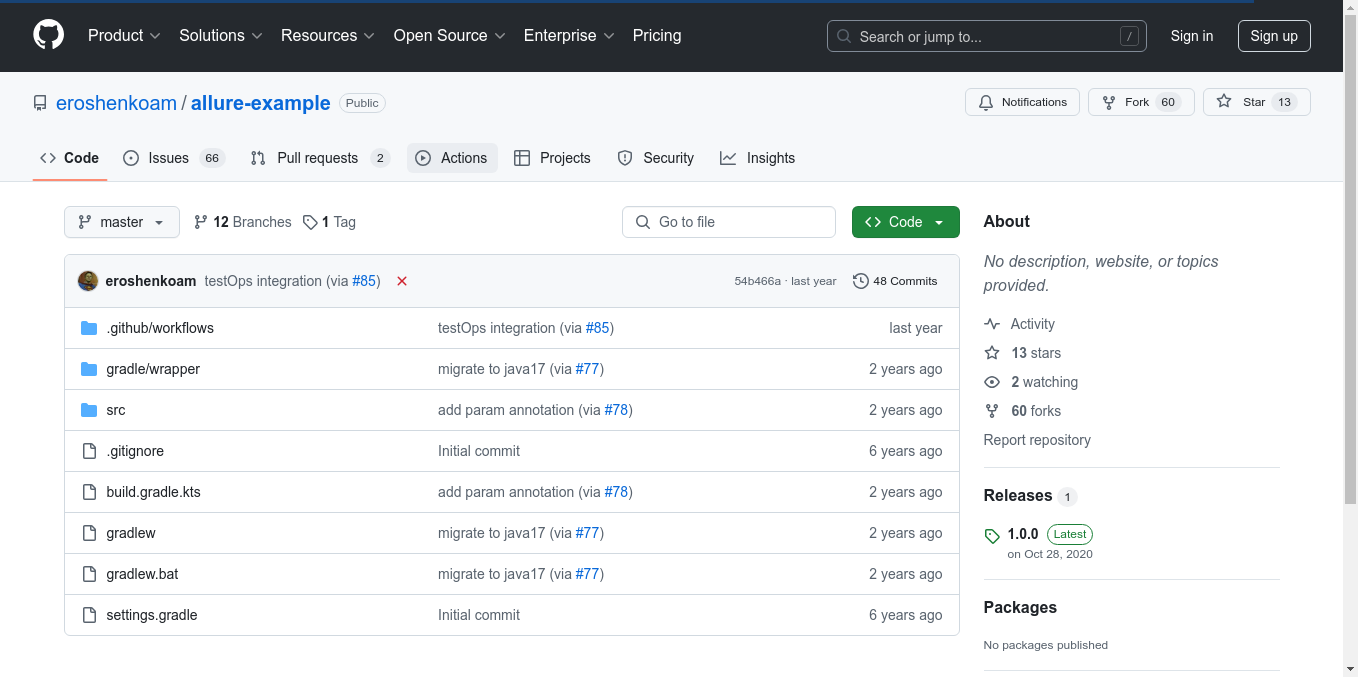 Product Solutions Resources Open Source Enterprise Pricing Search or jump to... / Sign in Sign up
eroshenkoam / allure-example Public Notifications Fork 60 Star 13
Code Issues 66 Pull requests 2 Actions Projects Security Insights
master 12 Branches 1 Tag Go to file Code
eroshenkoam testOps integration (via #85) 54b466a · last year 48 Commits
.github/workflows testOps integration (via #85) last year
gradle/wrapper migrate to java17 (via #77) 2 years ago
src add param annotation (via #78) 2 years ago
.gitignore Initial commit 6 years ago
build.gradle.kts add param annotation (via #78) 2 years ago
gradlew migrate to java17 (via #77) 2 years ago
gradlew.bat migrate to java17 (via #77) 2 years ago
settings.gradle Initial commit 6 years ago
About
No description, website, or topics
provided.
Activity
13 stars
2 watching
60 forks
Report repository
Releases 1
1.0.0 Latest
on Oct 28, 2020
Packages
No packages published